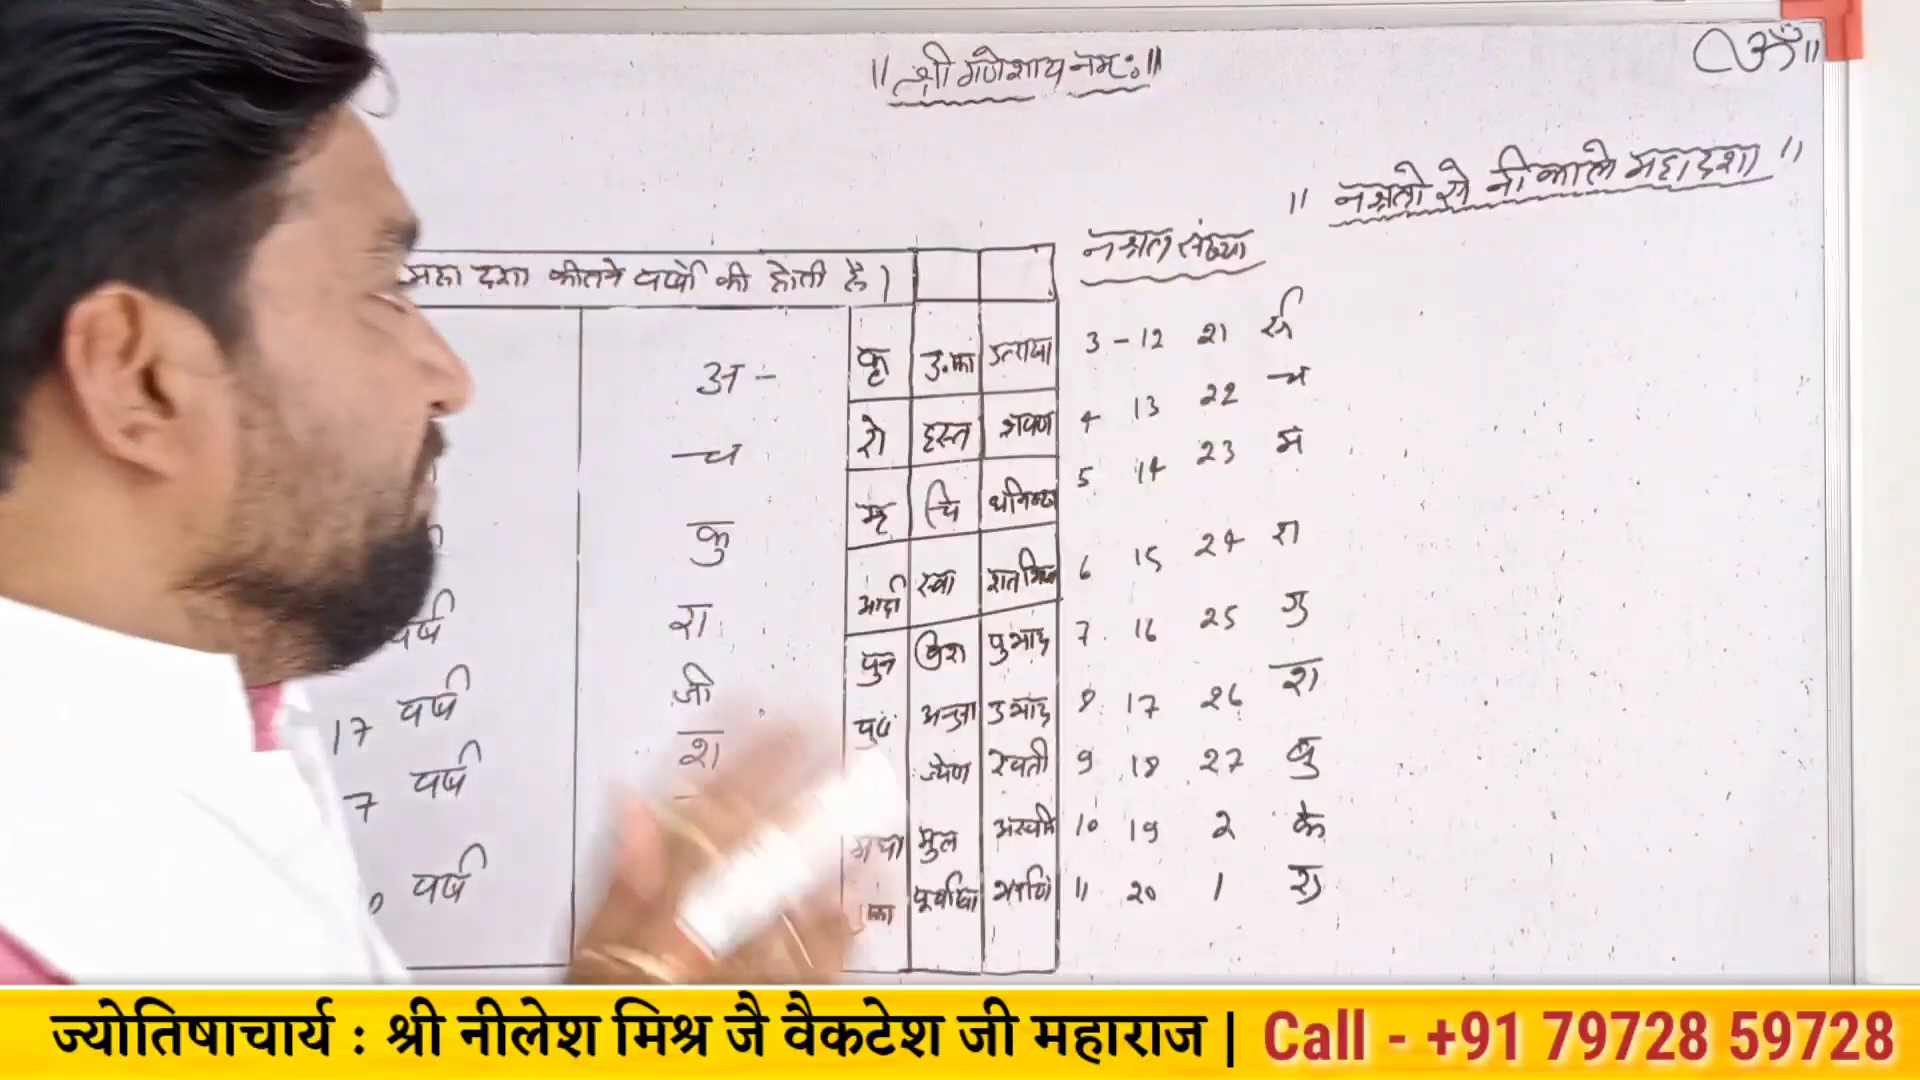 ॥ श्री गणेशाय नमः ॥
ॐ ॥
" नक्षत्रो से नीकाले महादशा "
नक्षत्र संख्या
महा दशा कीतने वर्षो की होती है ।
अ - कृ उ.फा उत्तराषा 3 - 12 21 र्सु
च रो हस्त श्रवण 4 13 22 च
कु मृ चि धनिष्ठा 5 14 23 मं
वर्ष रा आर्द्रा स्वा शतभिषा 6 15 24 रा
17 वर्ष जी पुन विशा पुभाद्र 7 16 25 गु
7 वर्ष श पुष्य अनुरा उभाद्र 8 17 26 श
ज्येष्ठा रेवती 9 18 27 बु
वर्ष मघा मुल अश्वनी 10 19 2 के
फा पूर्वाषा भरणी 11 20 1 शु
ज्योतिषाचार्य : श्री नीलेश मिश्र जै वैकटेश जी महाराज | Call - +91 79728 59728